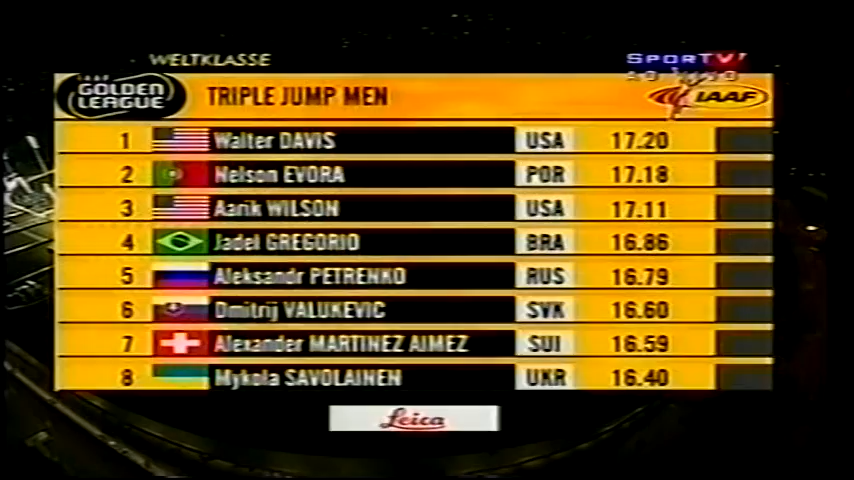 WELTKLASSE
SPORTV
AO VIVO
IAAF
GOLDEN
LEAGUE
TRIPLE JUMP MEN
IAAF
1 Walter DAVIS USA 17.20
2 Nelson EVORA POR 17.18
3 Aarik WILSON USA 17.11
4 Jadel GREGORIO BRA 16.86
5 Aleksandr PETRENKO RUS 16.79
6 Dmitrij VALUKEVIC SVK 16.60
7 Alexander MARTINEZ AIMEZ SUI 16.59
8 Mykola SAVOLAINEN UKR 16.40
Leica